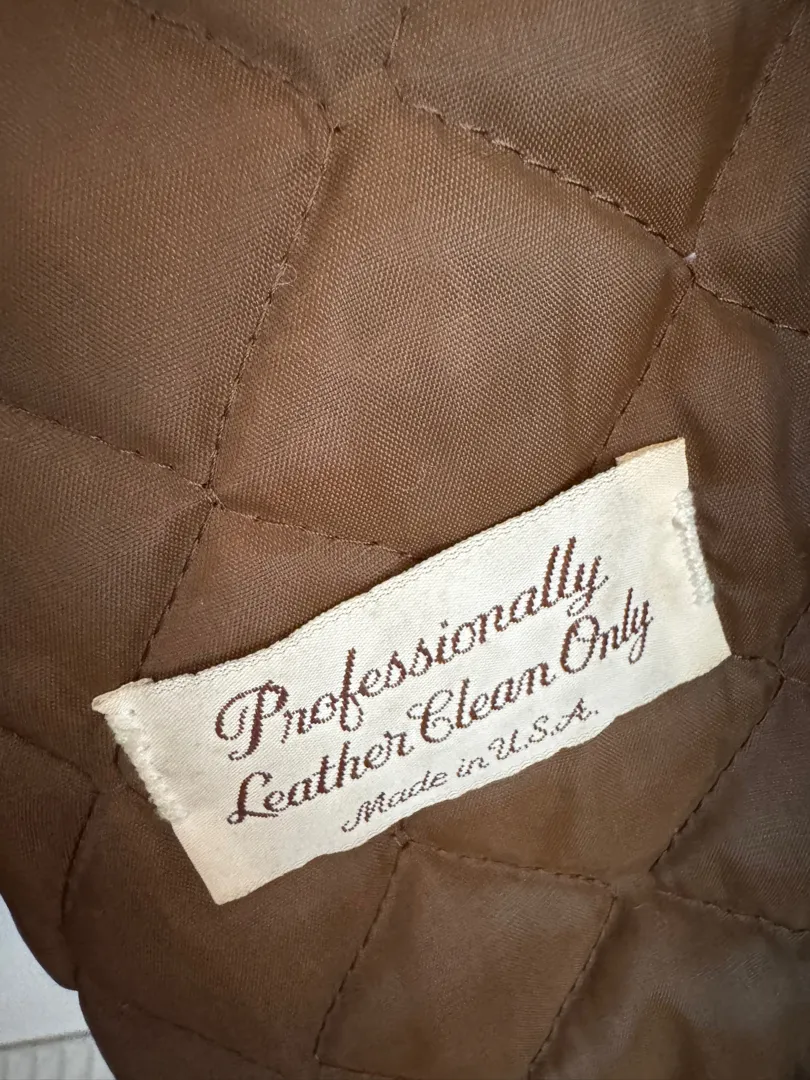 Professionally
Leather Clean Only
Made in U.S.A.